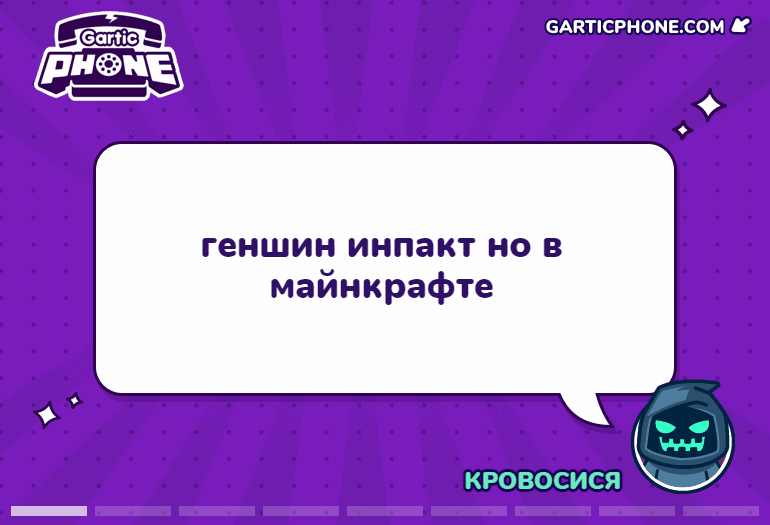 Gartic
PHONE
GARTICPHONE.COM
геншин инпакт но в
майнкрафте
КРОВОСИСЯ